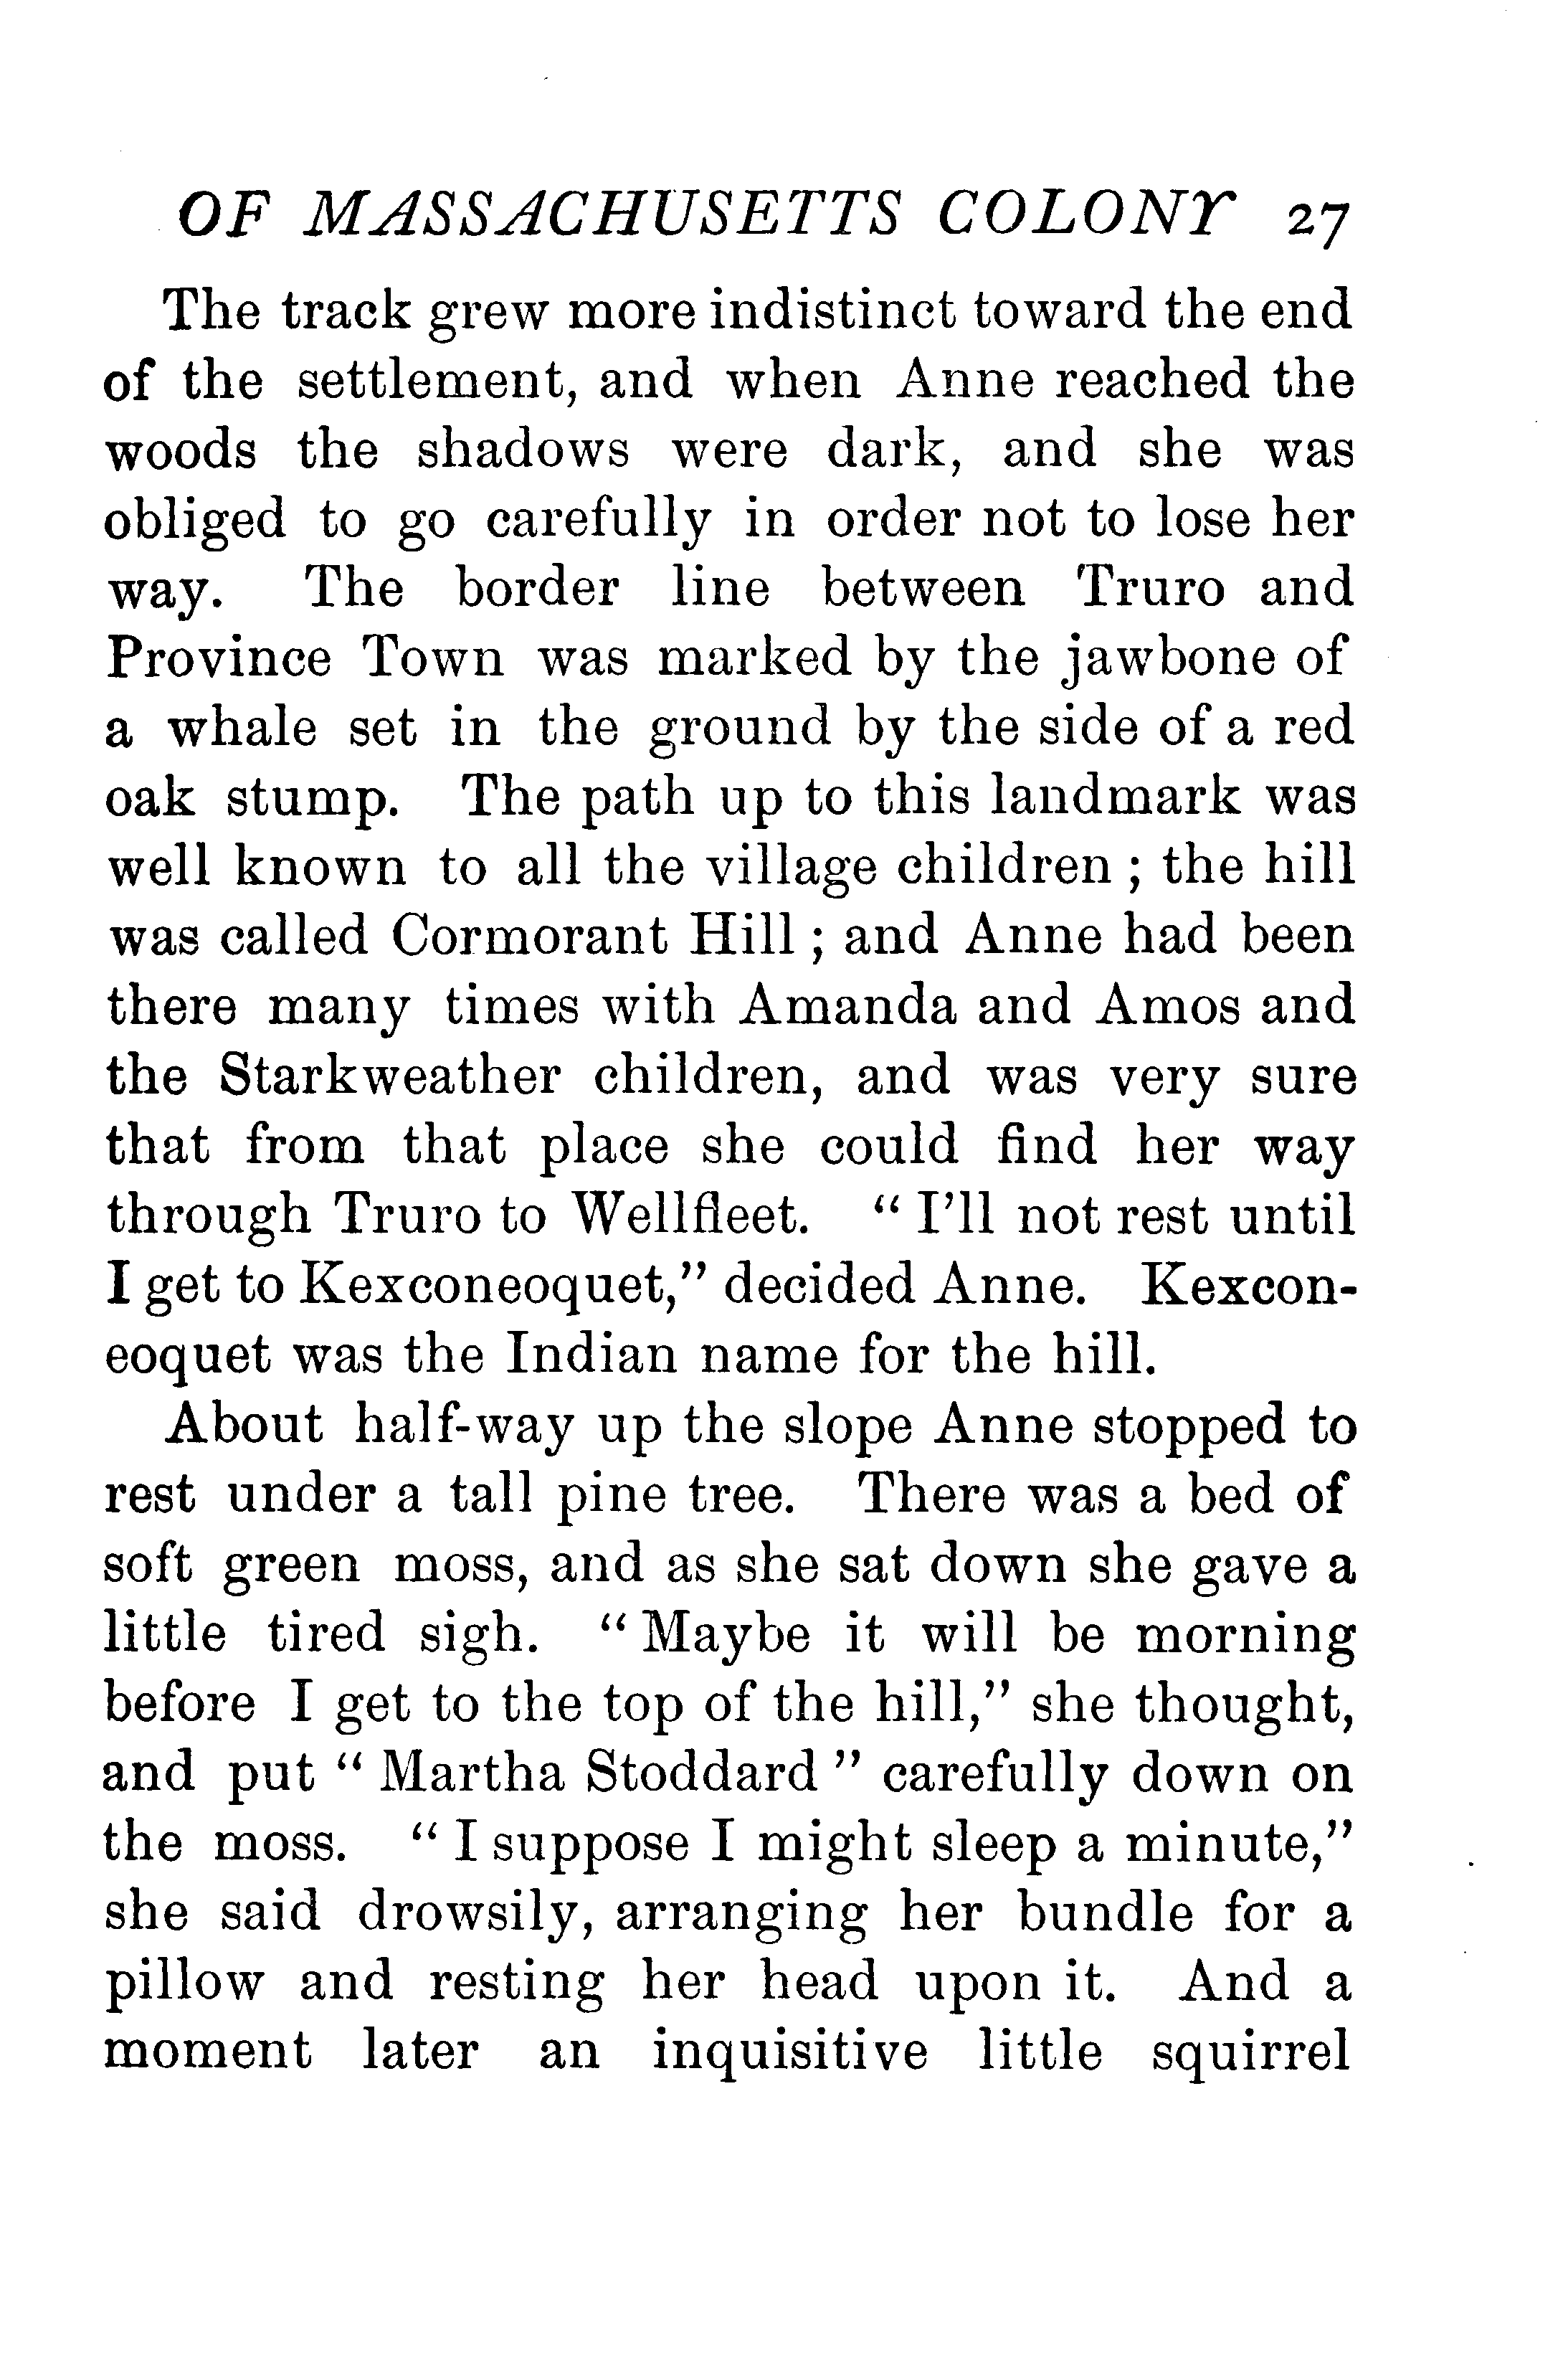 OF MASSACHUSETTS COLONY 27
The track grew more indistinct toward the end
of the settlement, and when Anne reached the
woods the shadows were dark, and she was
obliged to go carefully in order not to lose her
way. The border line between Truro and
Province Town was marked by the jawbone of
a whale set in the ground by the side of a red
oak stump. The path up to this landmark was
well known to all the village children ; the hill
was called Cormorant Hill ; and Anne had been
there many times with Amanda and Amos and
the Starkweather children, and was very sure
that from that place she could find her way
through Truro to Wellfleet. “ I’ll not rest until
I get to Kexconeoquet,” decided Anne. Kexcon-
eoquet was the Indian name for the hill.
About half-way up the slope Anne stopped to
rest under a tall pine tree. There was a bed of
soft green moss, and as she sat down she gave a
little tired sigh. “ Maybe it will be morning
before I get to the top of the hill,” she thought,
and put “ Martha Stoddard ” carefully down on
the moss. “ I suppose I might sleep a minute,”
she said drowsily, arranging her bundle for a
pillow and resting her head upon it. And a
moment later an inquisitive little squirrel